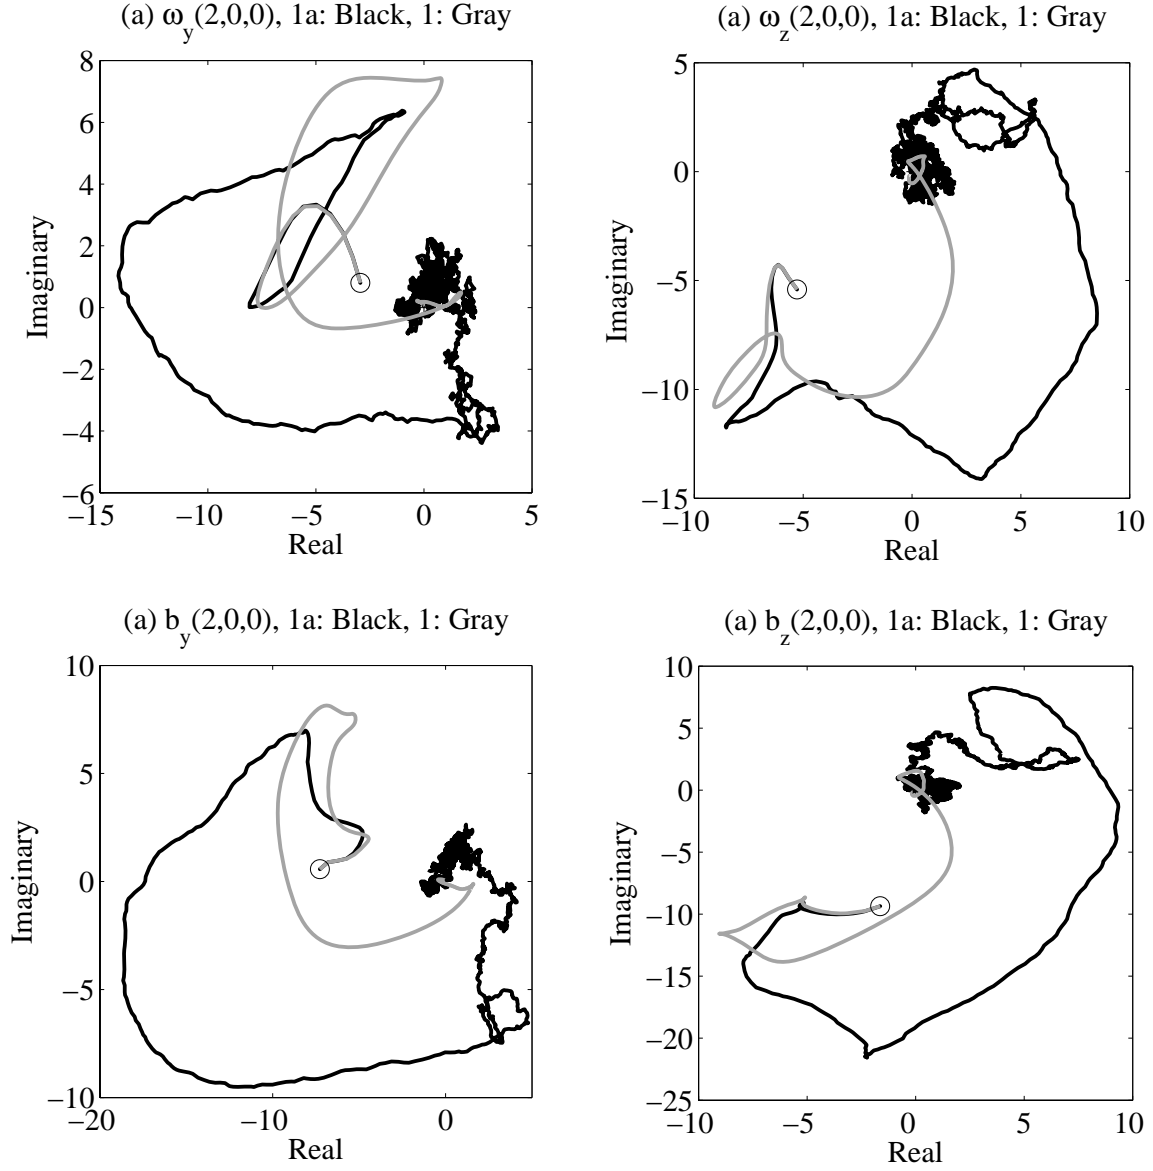 (a) ω_y(2,0,0), 1a: Black, 1: Gray
8
6
4
2
0
−2
−4
−6
−15 −10 −5 0 5
Real
Imaginary
(a) ω_z(2,0,0), 1a: Black, 1: Gray
5
0
−5
−10
−15
−10 −5 0 5 10
Real
Imaginary
(a) b_y(2,0,0), 1a: Black, 1: Gray
10
5
0
−5
−10
−20 −10 0
Real
Imaginary
(a) b_z(2,0,0), 1a: Black, 1: Gray
10
5
0
−5
−10
−15
−20
−25
−10 −5 0 5 10
Real
Imaginary